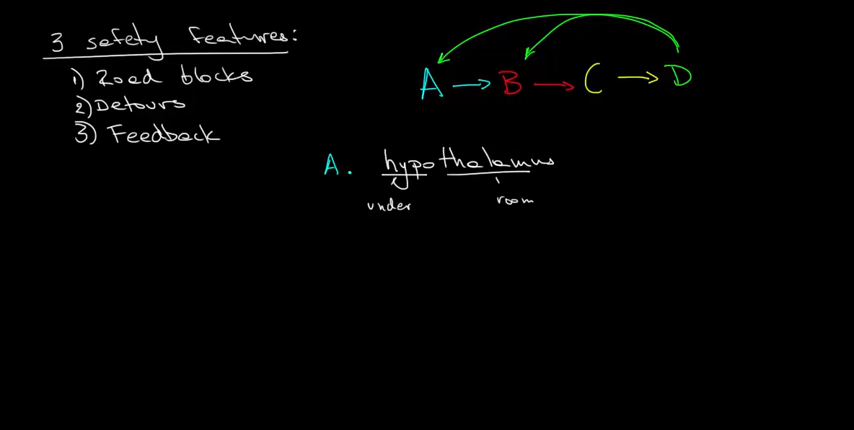 3 safety features:
1) Road blocks
2) Detours
3) Feedback
A → B → C → D
A. hypothalamus
under room